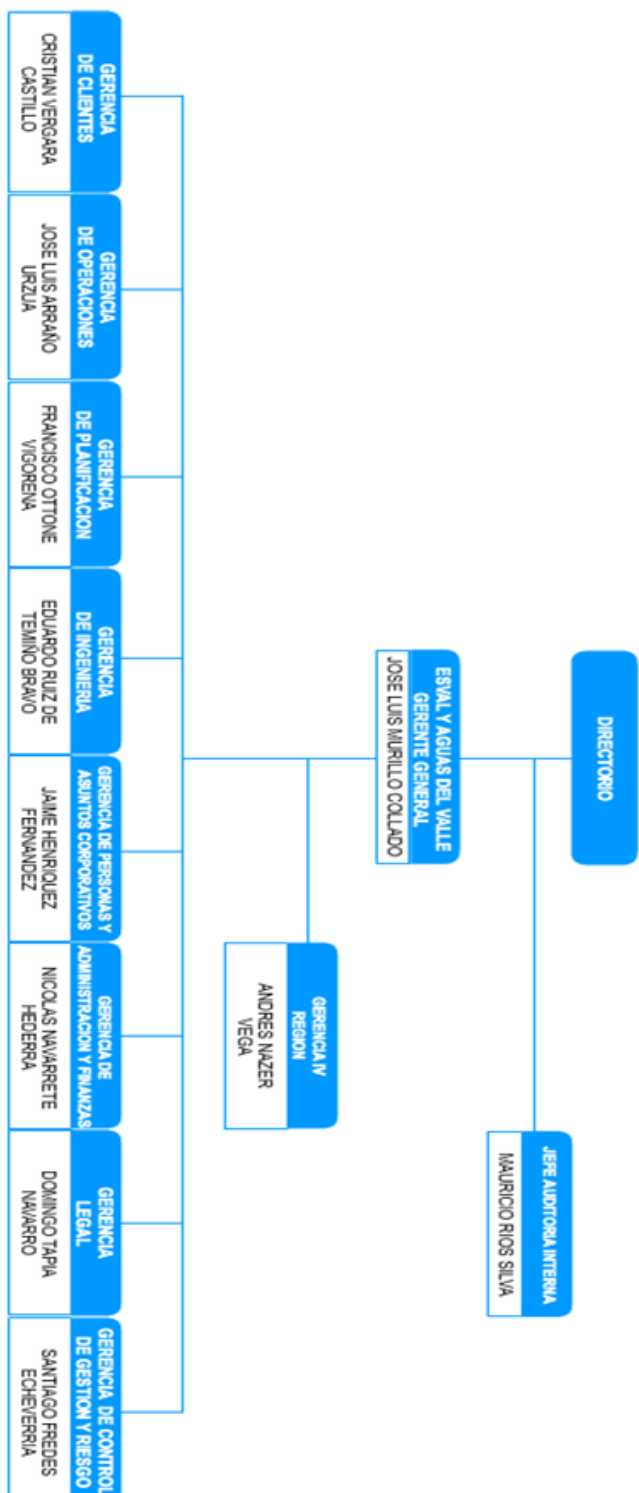 DIRECTORIO
JEFE AUDITORIA INTERNA
MAURICIO RIOS SILVA
ESVAL Y AGUAS DEL VALLE
GERENTE GENERAL
JOSE LUIS MURILLO COLLADO
GERENCIA IV
REGION
ANDRES NAZER
VEGA
GERENCIA
DE CLIENTES
CRISTIAN VERGARA
CASTILLO
GERENCIA
DE OPERACIONES
JOSE LUIS ARRAÑO
URZUA
GERENCIA
DE PLANIFICACION
FRANCISCO OTTONE
VIGORENA
GERENCIA
DE INGENIERIA
EDUARDO RUIZ DE
TEMIÑO BRAVO
GERENCIA DE PERSONAS Y
ASUNTOS CORPORATIVOS
JAIME HENRIQUEZ
FERNANDEZ
GERENCIA DE
ADMINISTRACION Y FINANZAS
NICOLAS NAVARRETE
HEDERRA
GERENCIA
LEGAL
DOMINGO TAPIA
NAVARRO
GERENCIA DE CONTROL
DE GESTION Y RIESGO
SANTIAGO FREDES
ECHEVERRIA